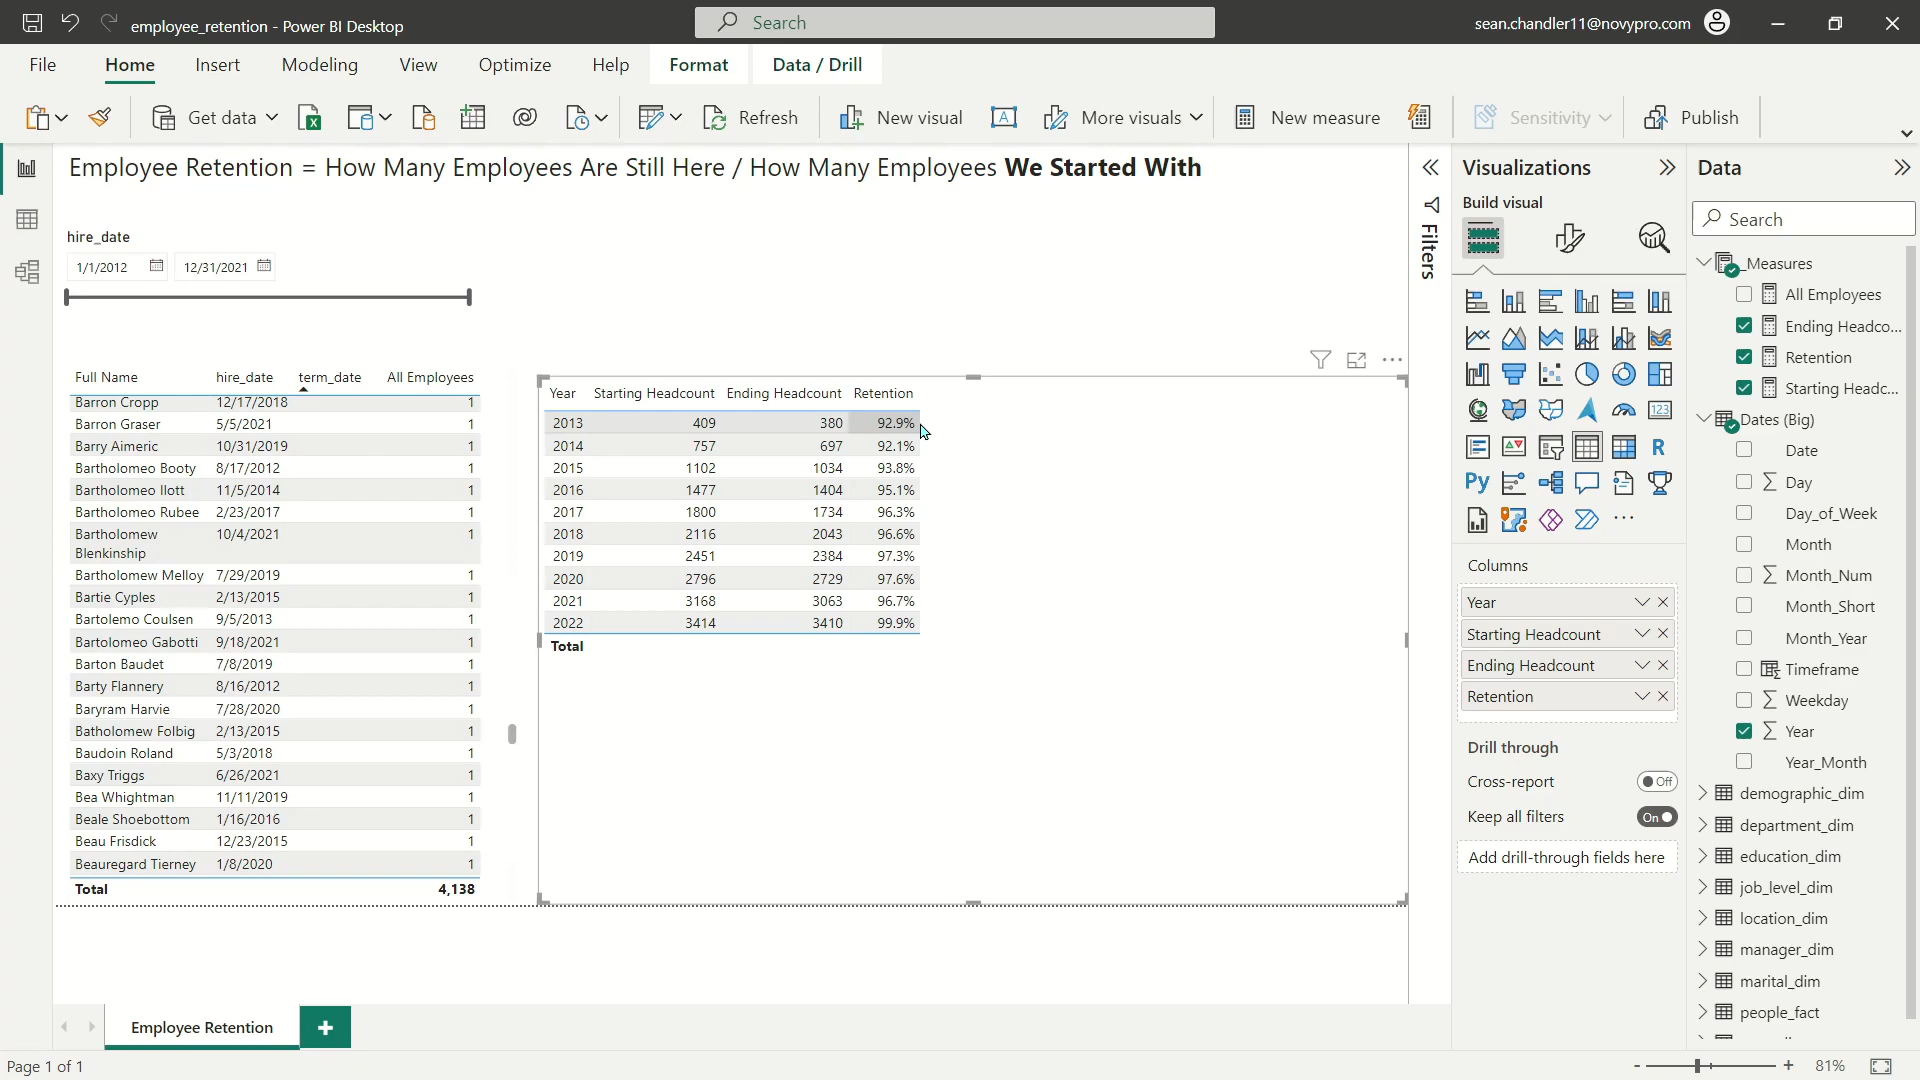 employee_retention - Power BI Desktop
Search
sean.chandler11@novypro.com
File
Home
Insert
Modeling
View
Optimize
Help
Format
Data / Drill
Get data
Refresh
New visual
More visuals
New measure
Sensitivity
Publish
Employee Retention = How Many Employees Are Still Here / How Many Employees We Started With
hire_date
1/1/2012 12/31/2021
Full Name hire_date term_date All Employees
Barron Cropp 12/17/2018 1
Barron Graser 5/5/2021 1
Barry Aimeric 10/31/2019 1
Bartholomeo Booty 8/17/2012 1
Bartholomeo Ilott 11/5/2014 1
Bartholomeo Rubee 2/23/2017 1
Bartholomew 10/4/2021 1
Blenkinship
Bartholomew Melloy 7/29/2019 1
Bartie Cyples 2/13/2015 1
Bartolemo Coulsen 9/5/2013 1
Bartolomeo Gabotti 9/18/2021 1
Barton Baudet 7/8/2019 1
Barty Flannery 8/16/2012 1
Baryram Harvie 7/28/2020 1
Batholomew Folbig 2/13/2015 1
Baudoin Roland 5/3/2018 1
Baxy Triggs 6/26/2021 1
Bea Whightman 11/11/2019 1
Beale Shoebottom 1/16/2016 1
Beau Frisdick 12/23/2015 1
Beauregard Tierney 1/8/2020 1
Total 4,138
Year Starting Headcount Ending Headcount Retention
2013 409 380 92.9%
2014 757 697 92.1%
2015 1102 1034 93.8%
2016 1477 1404 95.1%
2017 1800 1734 96.3%
2018 2116 2043 96.6%
2019 2451 2384 97.3%
2020 2796 2729 97.6%
2021 3168 3063 96.7%
2022 3414 3410 99.9%
Total
Filters
Visualizations
Build visual
123
R
Py
Columns
Year
Starting Headcount
Ending Headcount
Retention
Drill through
Cross-report
Off
Keep all filters
On
Add drill-through fields here
Data
Search
_Measures
All Employees
Ending Headco...
Retention
Starting Headc...
Dates (Big)
Date
Day
Day_of_Week
Month
Month_Num
Month_Short
Month_Year
Timeframe
Weekday
Year
Year_Month
demographic_dim
department_dim
education_dim
job_level_dim
location_dim
manager_dim
marital_dim
people_fact
Employee Retention
+
Page 1 of 1
- + 81%